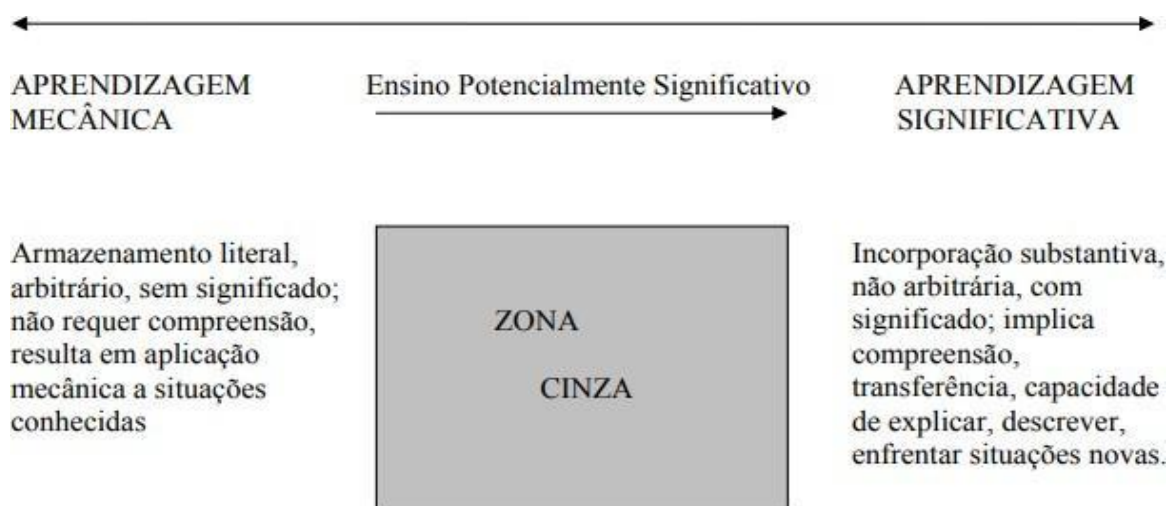 APRENDIZAGEM
MECÂNICA
Ensino Potencialmente Significativo
APRENDIZAGEM
SIGNIFICATIVA
Armazenamento literal,
arbitrário, sem significado;
não requer compreensão,
resulta em aplicação
mecânica a situações
conhecidas
ZONA
CINZA
Incorporação substantiva,
não arbitrária, com
significado; implica
compreensão,
transferência, capacidade
de explicar, descrever,
enfrentar situações novas.